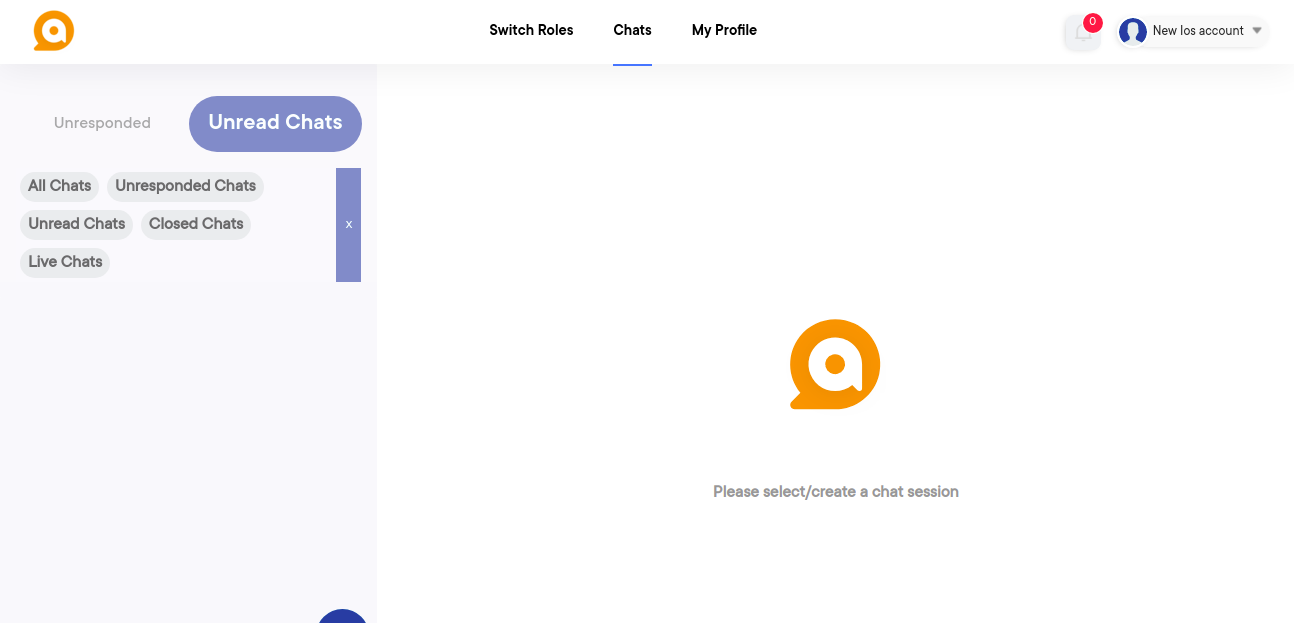 Switch Roles Chats My Profile 0 New Ios account
Unresponded Unread Chats
All Chats Unresponded Chats
Unread Chats Closed Chats x
Live Chats
Please select/create a chat session